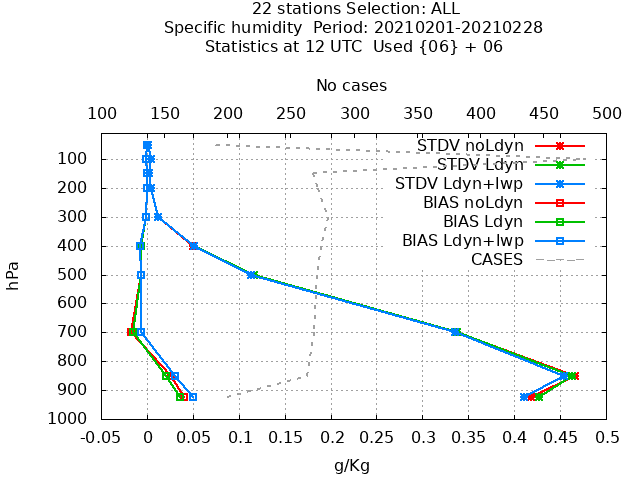 22 stations Selection: ALL
Specific humidity  Period: 20210201-20210228
Statistics at 12 UTC  Used {06} + 06
No cases
100 150 200 250 300 350 400 450 500
STDV noLdyn
STDV Ldyn
STDV Ldyn+lwp
BIAS noLdyn
BIAS Ldyn
BIAS Ldyn+lwp
CASES
hPa
100
200
300
400
500
600
700
800
900
1000
-0.05 0 0.05 0.1 0.15 0.2 0.25 0.3 0.35 0.4 0.45 0.5
g/Kg